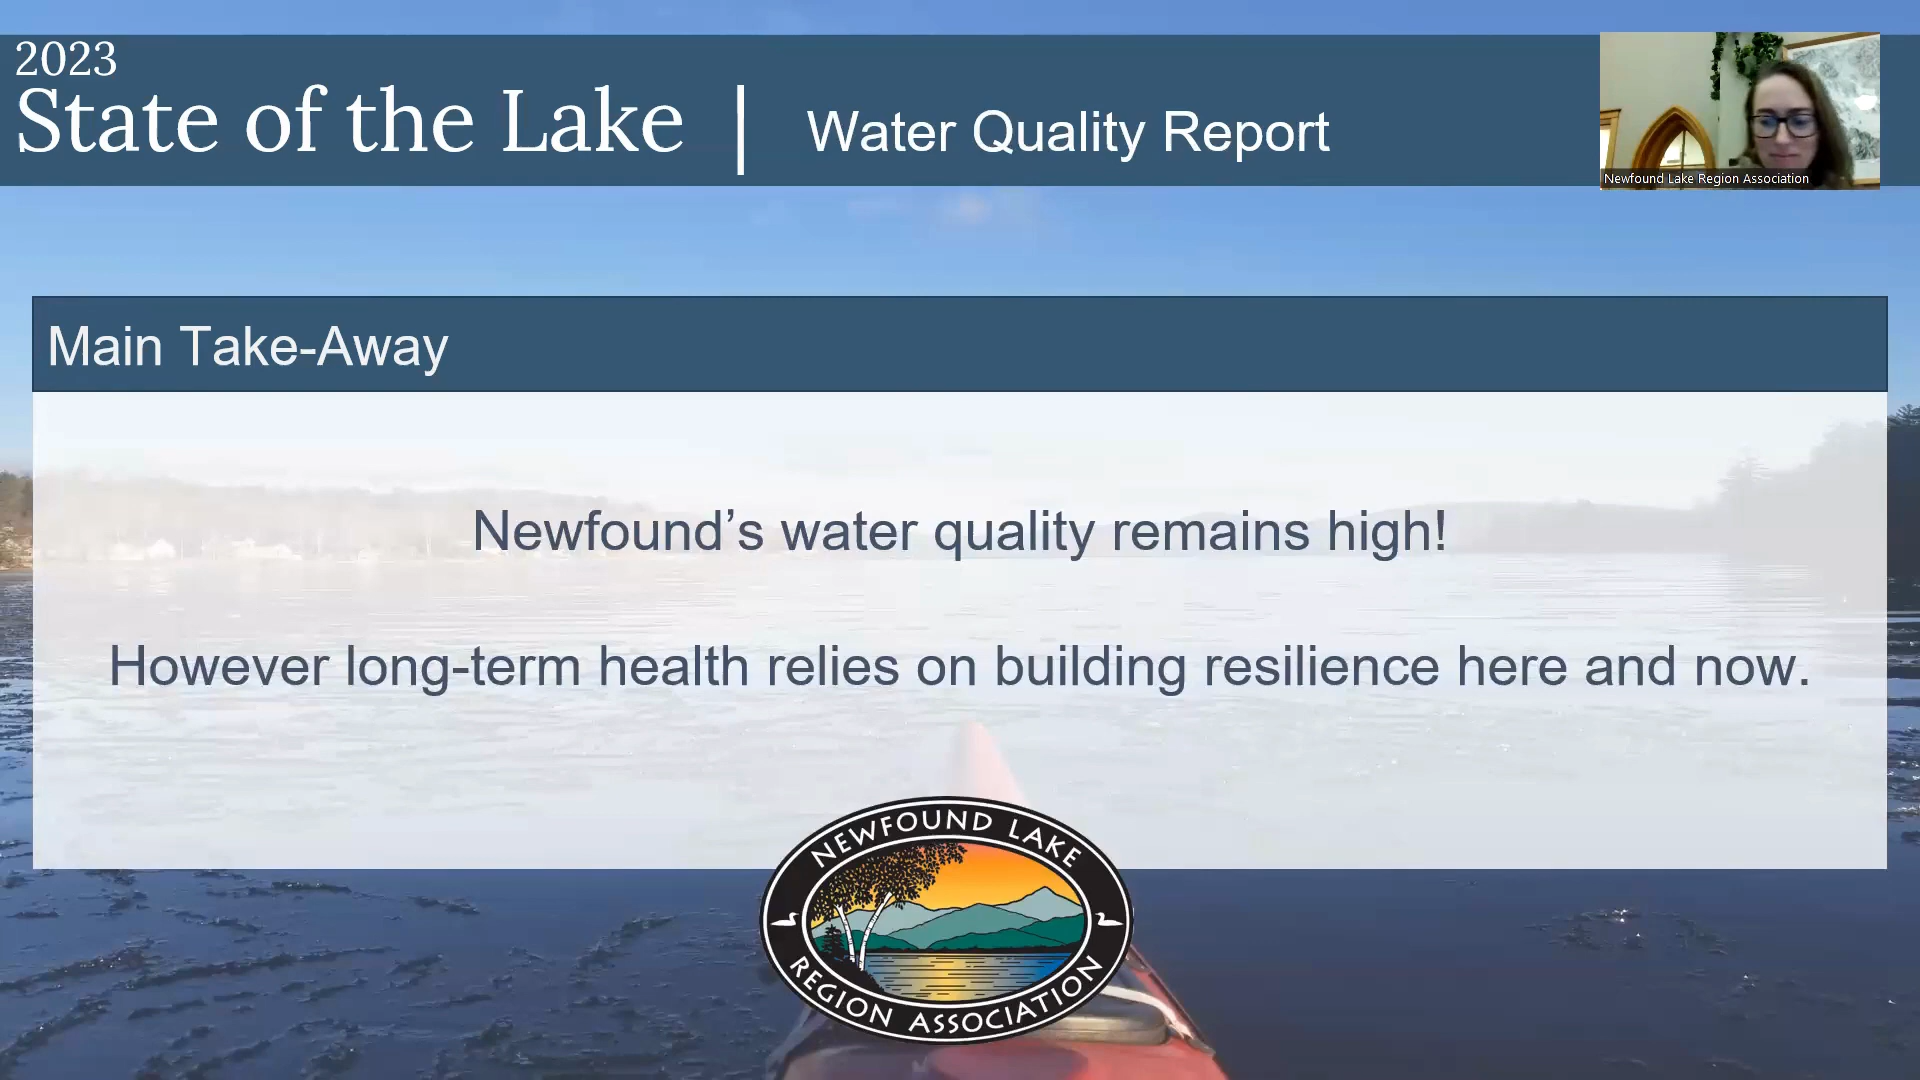 2023
State of the Lake | Water Quality Report
Newfound Lake Region Association
Main Take-Away
Newfound’s water quality remains high!
However long-term health relies on building resilience here and now.
NEWFOUND LAKE
REGION ASSOCIATION